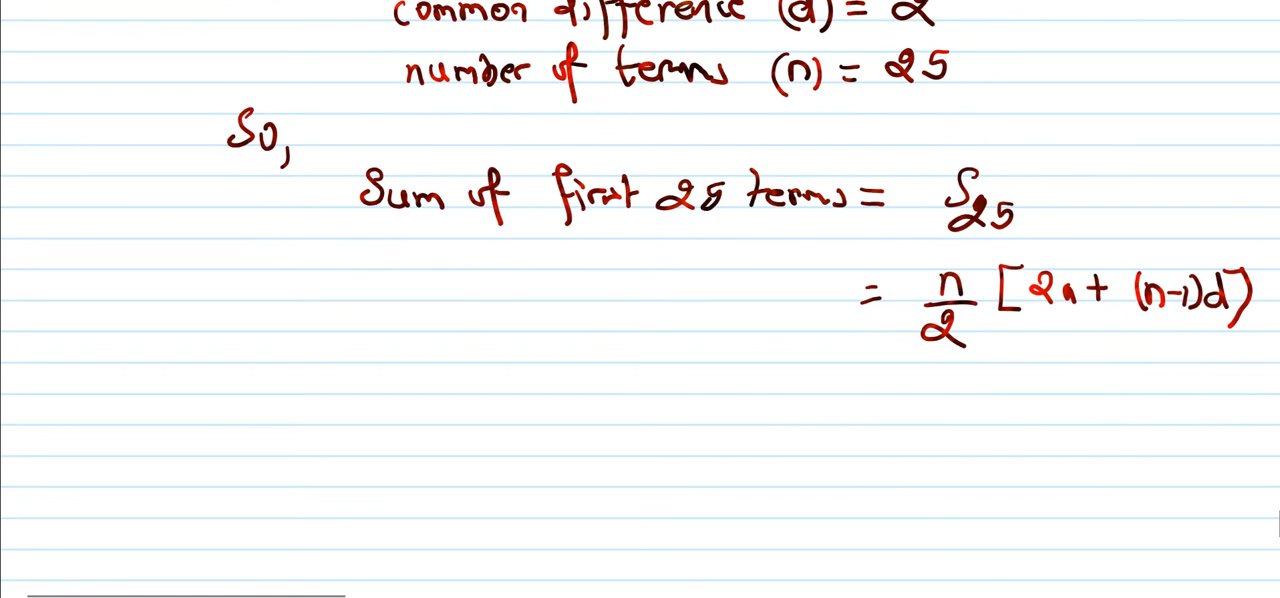 common difference (d) = 2
number of terms (n) = 25
So,
Sum of first 25 terms = S₂₅
= n/2 [2a + (n-1)d)